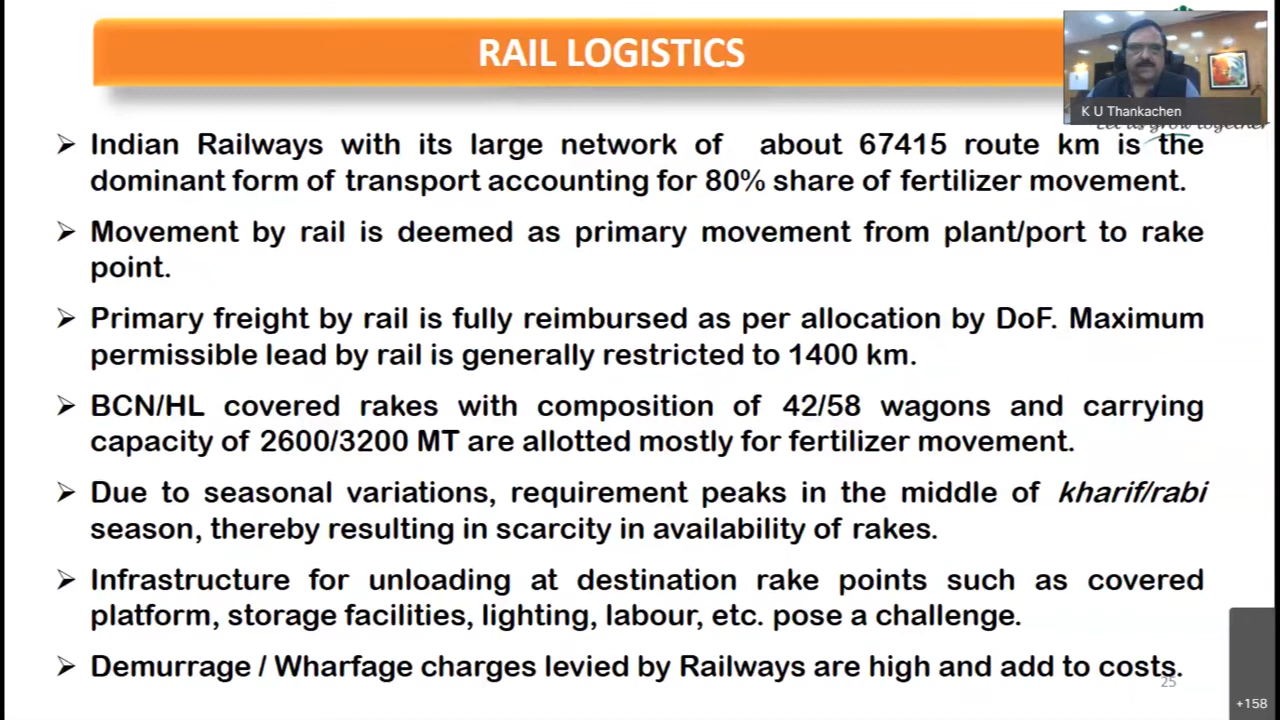 RAIL LOGISTICS
K U Thankachen
Let us grow together
➢ Indian Railways with its large network of about 67415 route km is the
dominant form of transport accounting for 80% share of fertilizer movement.
➢ Movement by rail is deemed as primary movement from plant/port to rake
point.
➢ Primary freight by rail is fully reimbursed as per allocation by DoF. Maximum
permissible lead by rail is generally restricted to 1400 km.
➢ BCN/HL covered rakes with composition of 42/58 wagons and carrying
capacity of 2600/3200 MT are allotted mostly for fertilizer movement.
➢ Due to seasonal variations, requirement peaks in the middle of kharif/rabi
season, thereby resulting in scarcity in availability of rakes.
➢ Infrastructure for unloading at destination rake points such as covered
platform, storage facilities, lighting, labour, etc. pose a challenge.
➢ Demurrage / Wharfage charges levied by Railways are high and add to costs.
25
+158